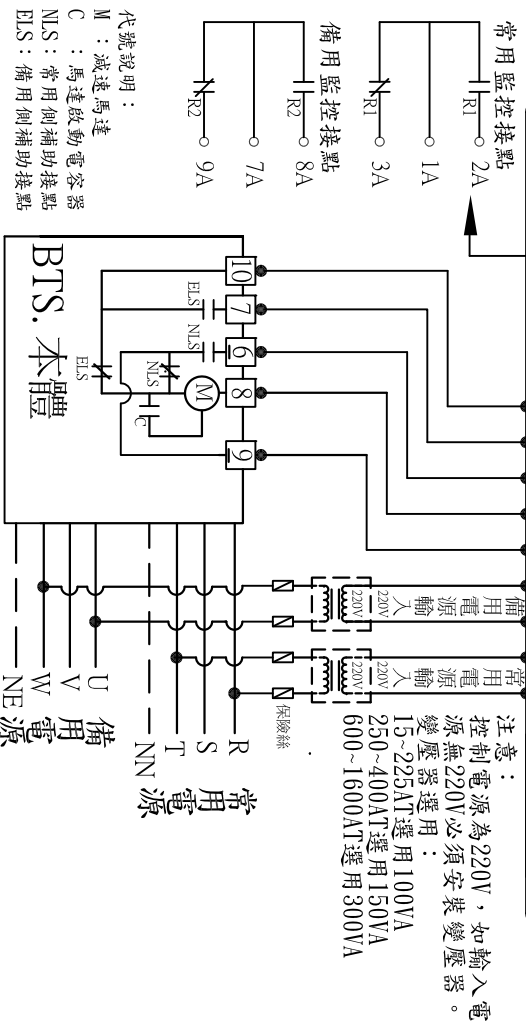 常用監控接點
R1
2A
1A
R1
3A
備用監控接點
R2
8A
7A
R2
9A
代號說明：
M：減速馬達
C：馬達啟動電容器
NLS：常用側補助接點
ELS：備用側補助接點
10
7
6
8
9
ELS
NLS
ELS
NLS
M
C
BTS. 本體
備用電源輸入
220V
220V
常用電源輸入
220V
220V
保險絲
R
S
T
NN
常用電源
U
V
W
NE
備用電源
注意：
控制電源為220V，如輸入電
源無220V必須安裝變壓器。
變壓器選用：
15~225AT選用100VA
250~400AT選用150VA
600~1600AT選用300VA